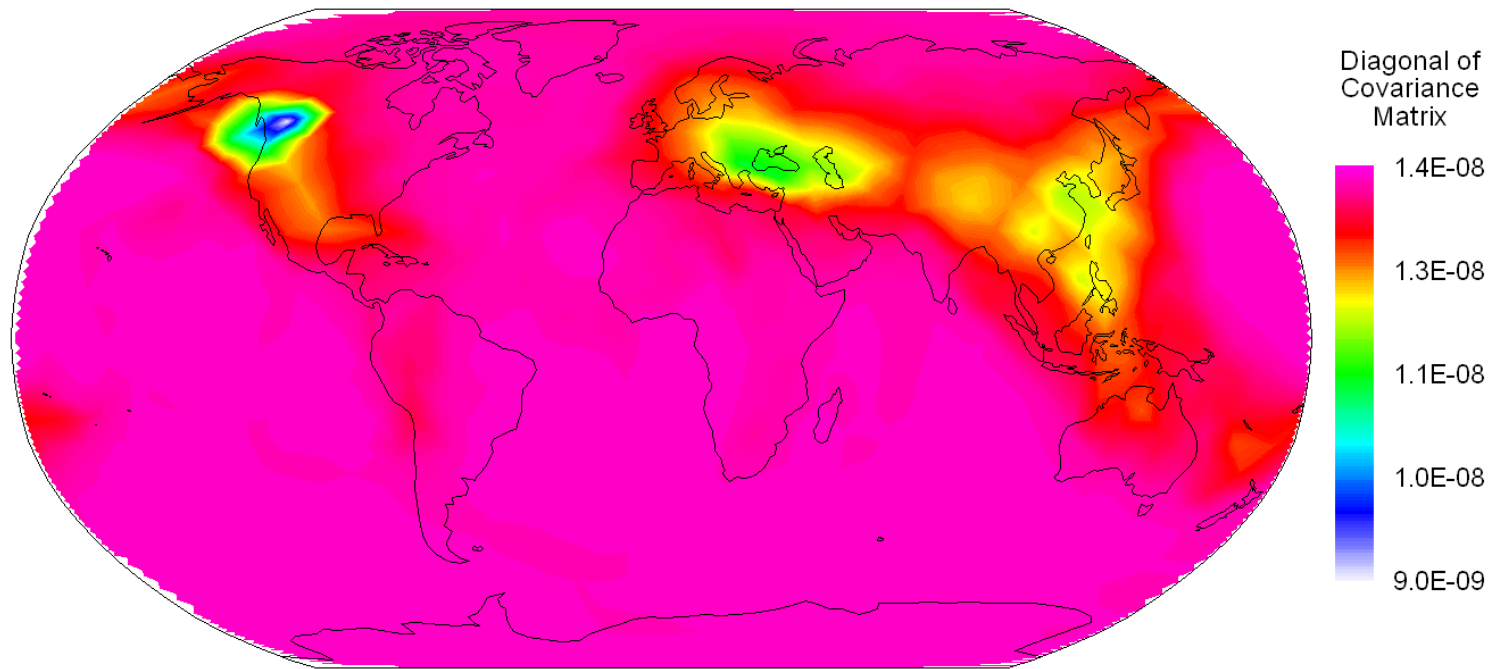 Diagonal of
Covariance
Matrix
1.4E-08
1.3E-08
1.1E-08
1.0E-08
9.0E-09